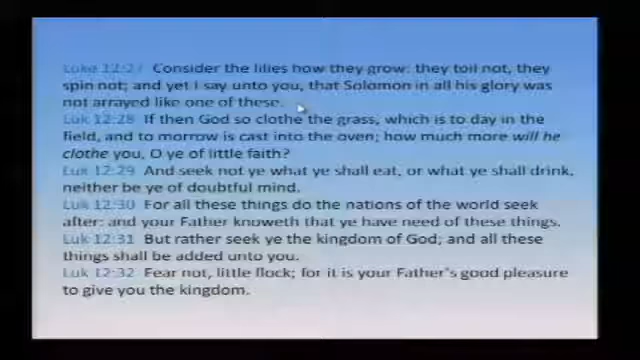 Luke 12:27 Consider the lilies how they grow: they toil not, they
spin not; and yet I say unto you, that Solomon in all his glory was
not arrayed like one of these.
Luk 12:28 If then God so clothe the grass, which is to day in the
field, and to morrow is cast into the oven; how much more will he
clothe you, O ye of little faith?
Luk 12:29 And seek not ye what ye shall eat, or what ye shall drink,
neither be ye of doubtful mind.
Luk 12:30 For all these things do the nations of the world seek
after: and your Father knoweth that ye have need of these things.
Luk 12:31 But rather seek ye the kingdom of God; and all these
things shall be added unto you.
Luk 12:32 Fear not, little flock; for it is your Father's good pleasure
to give you the kingdom.